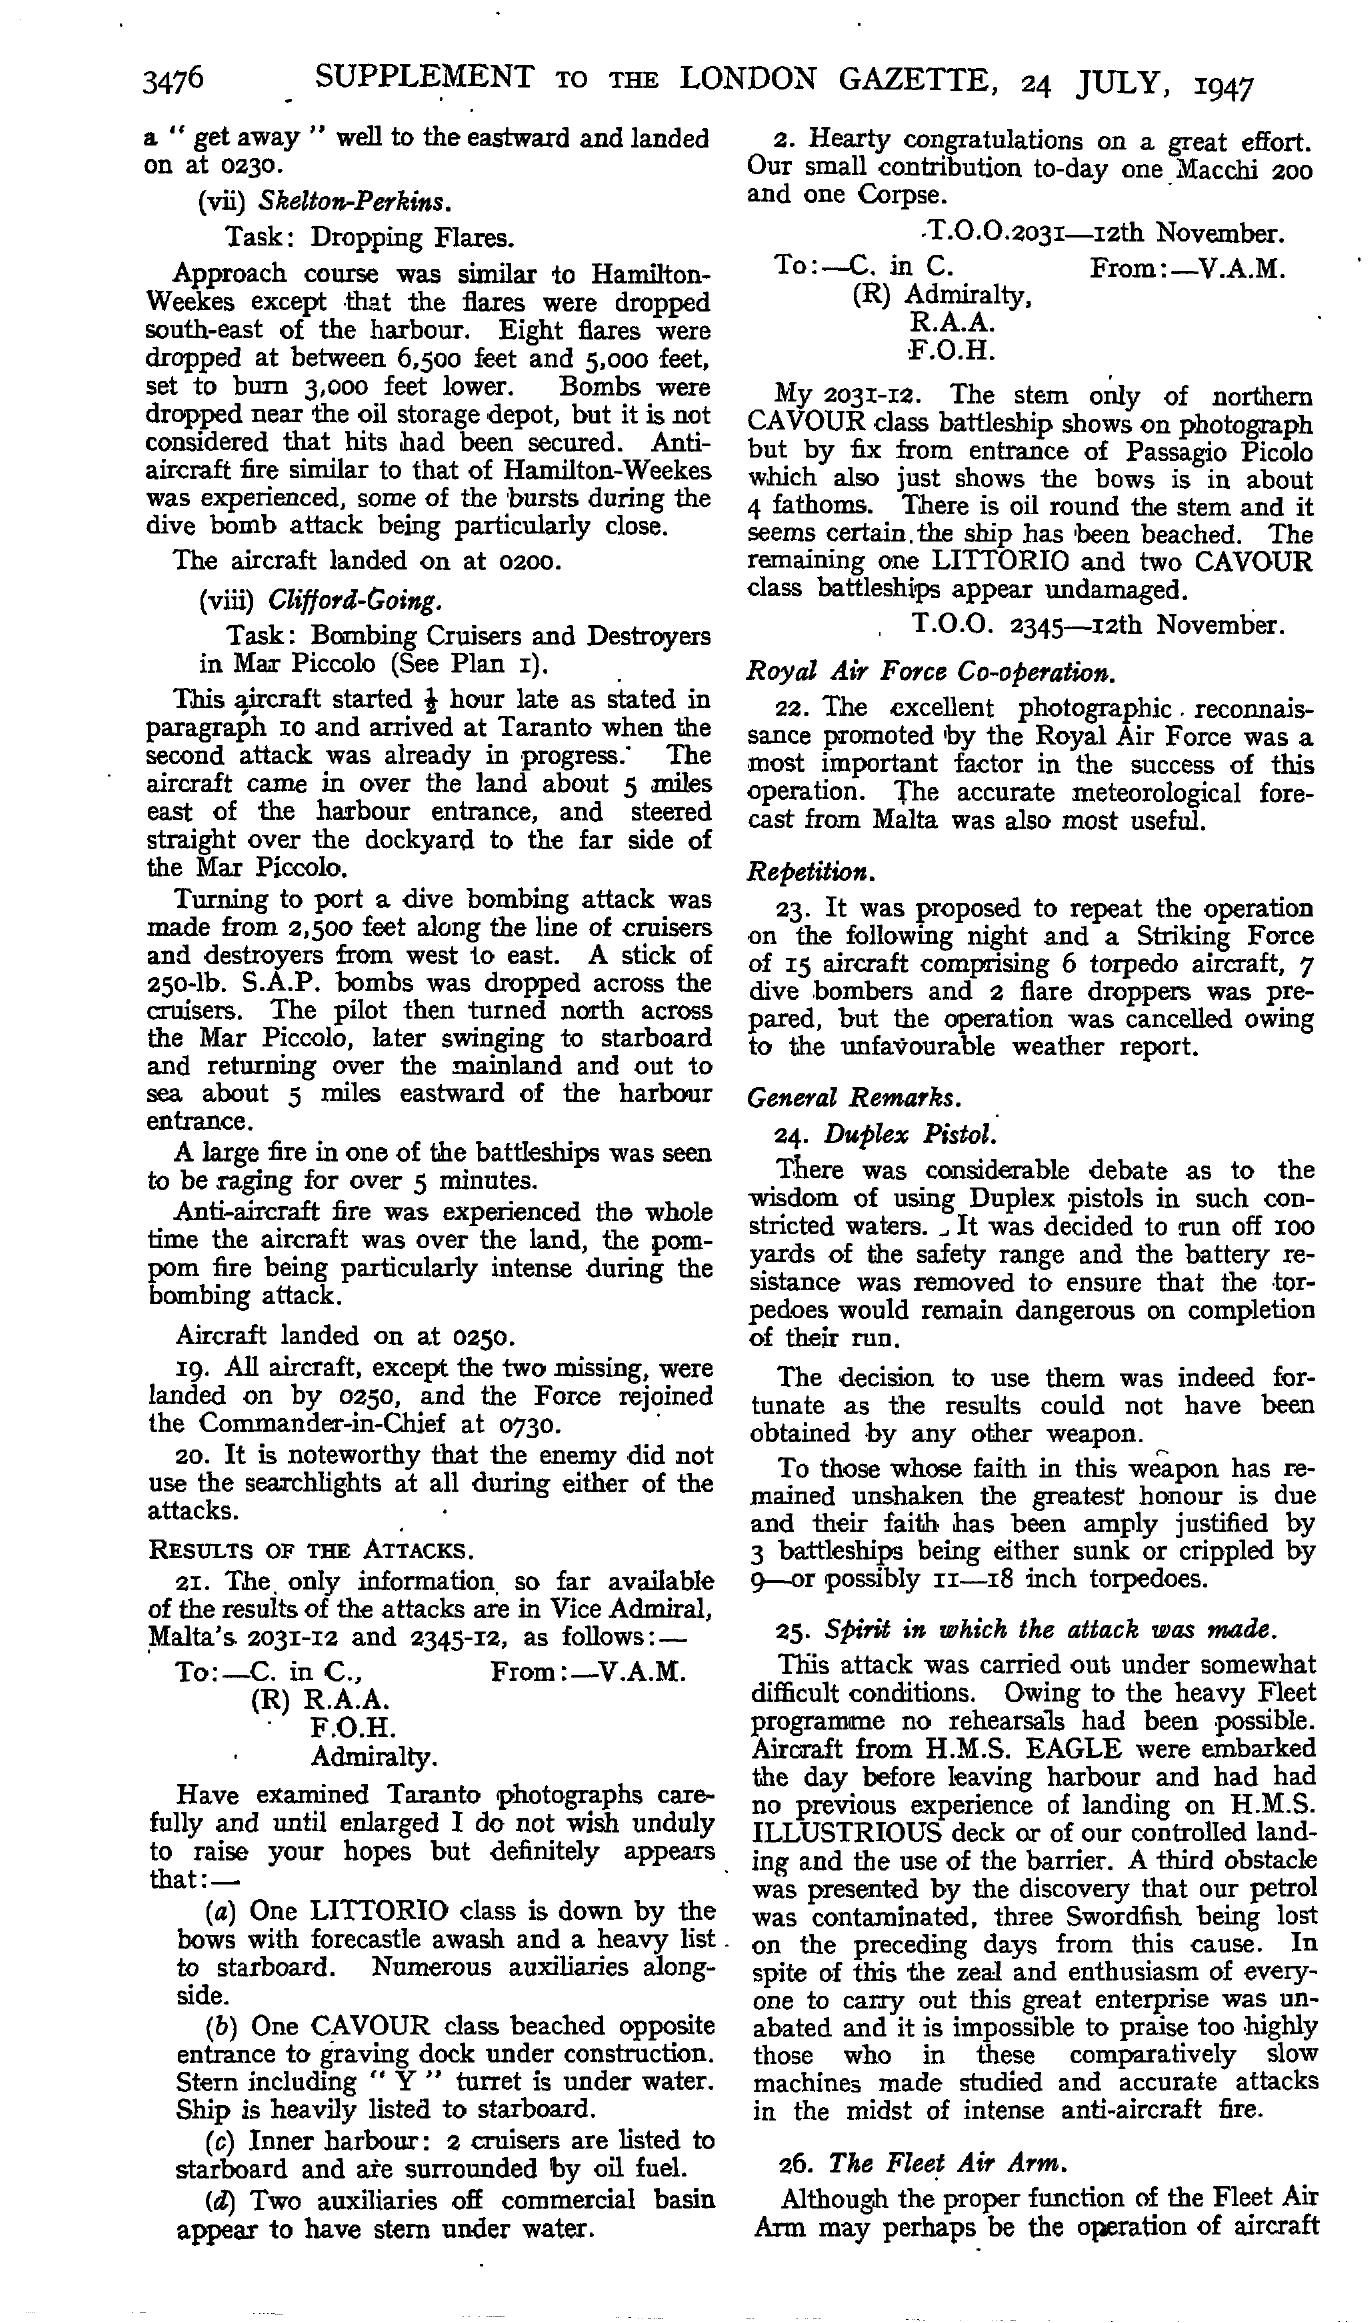 3476 SUPPLEMENT TO THE LONDON GAZETTE, 24 JULY, 1947
a " get away " well to the eastward and landed
on at 0230.
(vii) Skelton-Perkins.
Task: Dropping Flares.
Approach course was similar to Hamilton-
Weekes except that the flares were dropped
south-east of the harbour. Eight flares were
dropped at between 6,500 feet and 5,000 feet,
set to burn 3,000 feet lower. Bombs were
dropped near the oil storage depot, but it is not
considered that hits had been secured. Anti-
aircraft fire similar to that of Hamilton-Weekes
was experienced, some of the bursts during the
dive bomb attack being particularly close.
The aircraft landed on at 0200.
(viii) Clifford-Going.
Task: Bombing Cruisers and Destroyers
in Mar Piccolo (See Plan 1).
This aircraft started ½ hour late as stated in
paragraph 10 and arrived at Taranto when the
second attack was already in progress. The
aircraft came in over the land about 5 miles
east of the harbour entrance, and steered
straight over the dockyard to the far side of
the Mar Piccolo.
Turning to port a dive bombing attack was
made from 2,500 feet along the line of cruisers
and destroyers from west to east. A stick of
250-lb. S.A.P. bombs was dropped across the
cruisers. The pilot then turned north across
the Mar Piccolo, later swinging to starboard
and returning over the mainland and out to
sea about 5 miles eastward of the harbour
entrance.
A large fire in one of the battleships was seen
to be raging for over 5 minutes.
Anti-aircraft fire was experienced the whole
time the aircraft was over the land, the pom-
pom fire being particularly intense during the
bombing attack.
Aircraft landed on at 0250.
19. All aircraft, except the two missing, were
landed on by 0250, and the Force rejoined
the Commander-in-Chief at 0730.
20. It is noteworthy that the enemy did not
use the searchlights at all during either of the
attacks.
RESULTS OF THE ATTACKS.
21. The only information so far available
of the results of the attacks are in Vice Admiral,
Malta's 2031-12 and 2345-12, as follows:—
To:—C. in C., From:—V.A.M.
(R) R.A.A.
F.O.H.
Admiralty.
Have examined Taranto photographs care-
fully and until enlarged I do not wish unduly
to raise your hopes but definitely appears
that:—
(a) One LITTORIO class is down by the
bows with forecastle awash and a heavy list
to starboard. Numerous auxiliaries along-
side.
(b) One CAVOUR class beached opposite
entrance to graving dock under construction.
Stern including " Y " turret is under water.
Ship is heavily listed to starboard.
(c) Inner harbour: 2 cruisers are listed to
starboard and are surrounded by oil fuel.
(d) Two auxiliaries off commercial basin
appear to have stern under water.
2. Hearty congratulations on a great effort.
Our small contribution to-day one Macchi 200
and one Corpse.
T.O.O.2031—12th November.
To:—C. in C. From:—V.A.M.
(R) Admiralty,
R.A.A.
F.O.H.
My 2031-12. The stem only of northern
CAVOUR class battleship shows on photograph
but by fix from entrance of Passagio Picolo
which also just shows the bows is in about
4 fathoms. There is oil round the stem and it
seems certain the ship has been beached. The
remaining one LITTORIO and two CAVOUR
class battleships appear undamaged.
T.O.O. 2345—12th November.
Royal Air Force Co-operation.
22. The excellent photographic reconnais-
sance promoted by the Royal Air Force was a
most important factor in the success of this
operation. The accurate meteorological fore-
cast from Malta was also most useful.
Repetition.
23. It was proposed to repeat the operation
on the following night and a Striking Force
of 15 aircraft comprising 6 torpedo aircraft, 7
dive bombers and 2 flare droppers was pre-
pared, but the operation was cancelled owing
to the unfavourable weather report.
General Remarks.
24. Duplex Pistol.
There was considerable debate as to the
wisdom of using Duplex pistols in such con-
stricted waters. It was decided to run off 100
yards of the safety range and the battery re-
sistance was removed to ensure that the tor-
pedoes would remain dangerous on completion
of their run.
The decision to use them was indeed for-
tunate as the results could not have been
obtained by any other weapon.
To those whose faith in this weapon has re-
mained unshaken the greatest honour is due
and their faith has been amply justified by
3 battleships being either sunk or crippled by
9—or possibly 11—18 inch torpedoes.
25. Spirit in which the attack was made.
This attack was carried out under somewhat
difficult conditions. Owing to the heavy Fleet
programme no rehearsals had been possible.
Aircraft from H.M.S. EAGLE were embarked
the day before leaving harbour and had had
no previous experience of landing on H.M.S.
ILLUSTRIOUS deck or of our controlled land-
ing and the use of the barrier. A third obstacle
was presented by the discovery that our petrol
was contaminated, three Swordfish being lost
on the preceding days from this cause. In
spite of this the zeal and enthusiasm of every-
one to carry out this great enterprise was un-
abated and it is impossible to praise too highly
those who in these comparatively slow
machines made studied and accurate attacks
in the midst of intense anti-aircraft fire.
26. The Fleet Air Arm.
Although the proper function of the Fleet Air
Arm may perhaps be the operation of aircraft